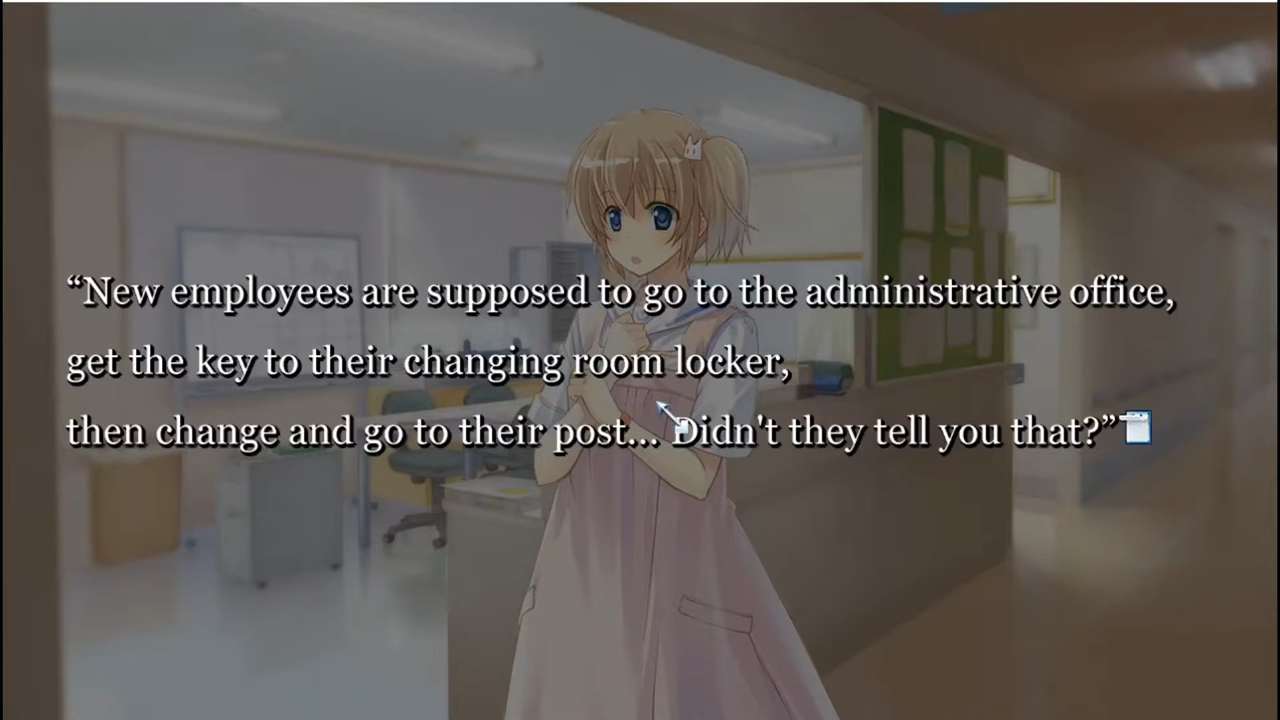 “New employees are supposed to go to the administrative office,
get the key to their changing room locker,
then change and go to their post... Didn't they tell you that?”